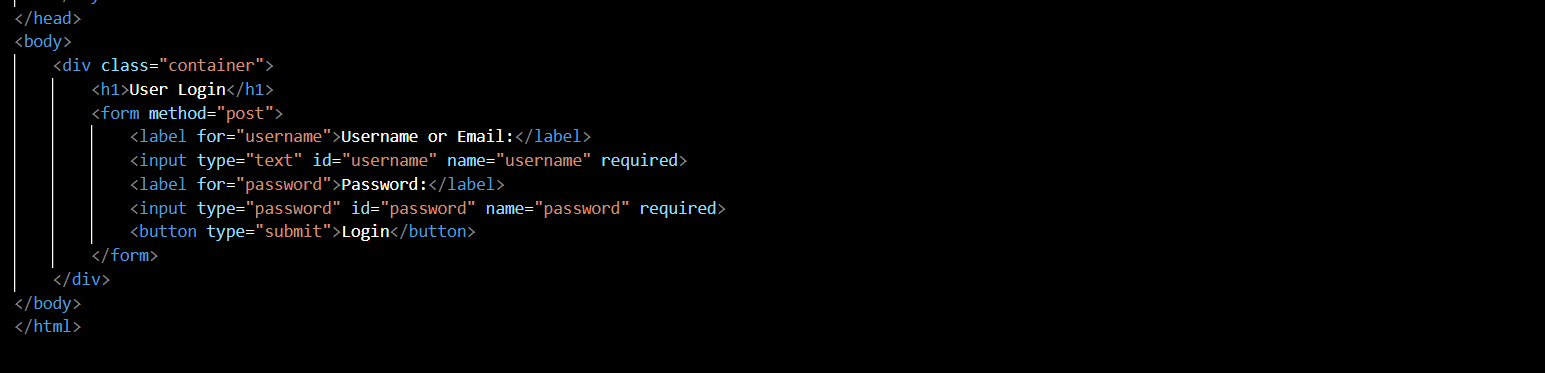 </head>
<body>
<div class="container">
<h1>User Login</h1>
<form method="post">
<label for="username">Username or Email:</label>
<input type="text" id="username" name="username" required>
<label for="password">Password:</label>
<input type="password" id="password" name="password" required>
<button type="submit">Login</button>
</form>
</div>
</body>
</html>